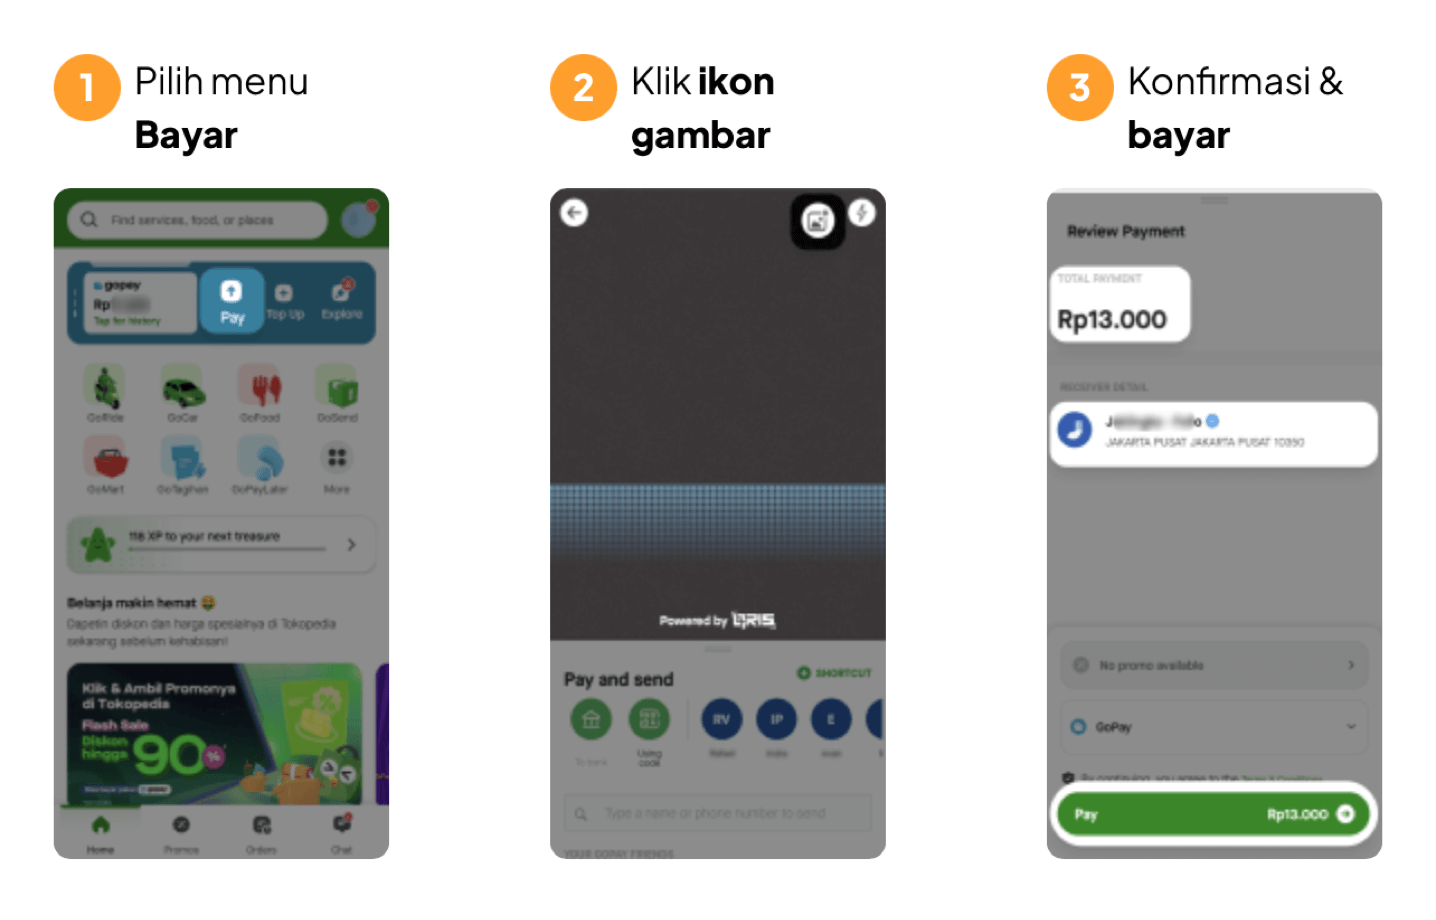 1 Pilih menu
Bayar
Find services, food, or places
gopay
Rp
Tap for history
Pay
Top Up
Explore
GoRide
GoCar
GoFood
GoSend
GoMart
GoTagihan
GoPayLater
More
116 XP to your next treasure
Belanja makin hemat 🤑
Dapetin diskon dan harga spesialnya di Tokopedia
sekarang sebelum kehabisan!
Klik & Ambil Promonya
di Tokopedia
Flash Sale
Diskon
hingga 90%
Home
Promos
Orders
Chat
2 Klik ikon
gambar
Powered by QRIS
Pay and send
SHORTCUT
RV
IP
E
To bank
Using
code
Type a name or phone number to send
YOUR GOPAY FRIENDS
3 Konfirmasi &
bayar
Review Payment
TOTAL PAYMENT
Rp13.000
RECEIVER DETAIL
JAKARTA PUSAT JAKARTA PUSAT 10350
No promo available
GoPay
By continuing, you agree to the Terms & Conditions
Pay Rp13.000